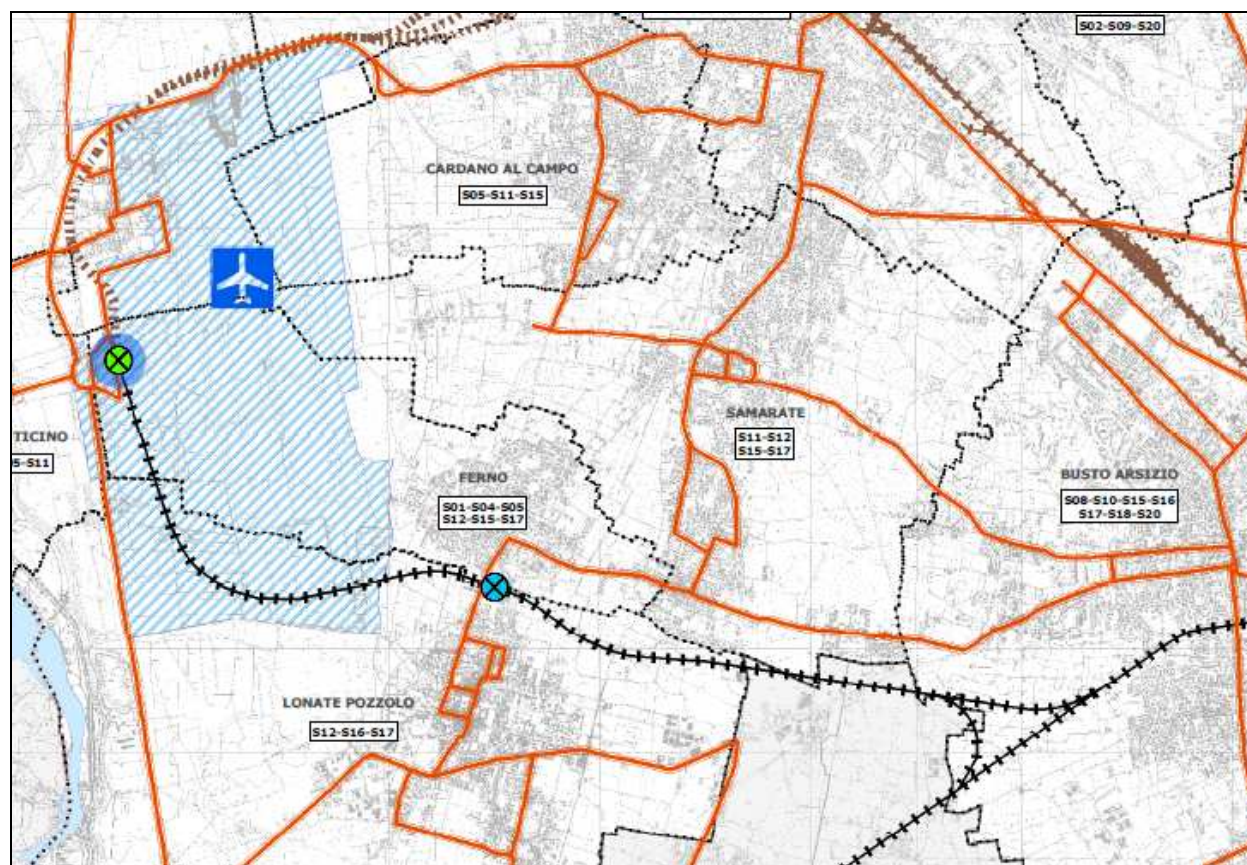 S02-S09-S20
CARDANO AL CAMPO
S05-S11-S15
SAMARATE
S11-S12
S15-S17
TICINO
S-S11
FERNO
S01-S04-S05
S12-S15-S17
BUSTO ARSIZIO
S08-S10-S15-S16
S17-S18-S20
LONATE POZZOLO
S12-S16-S17